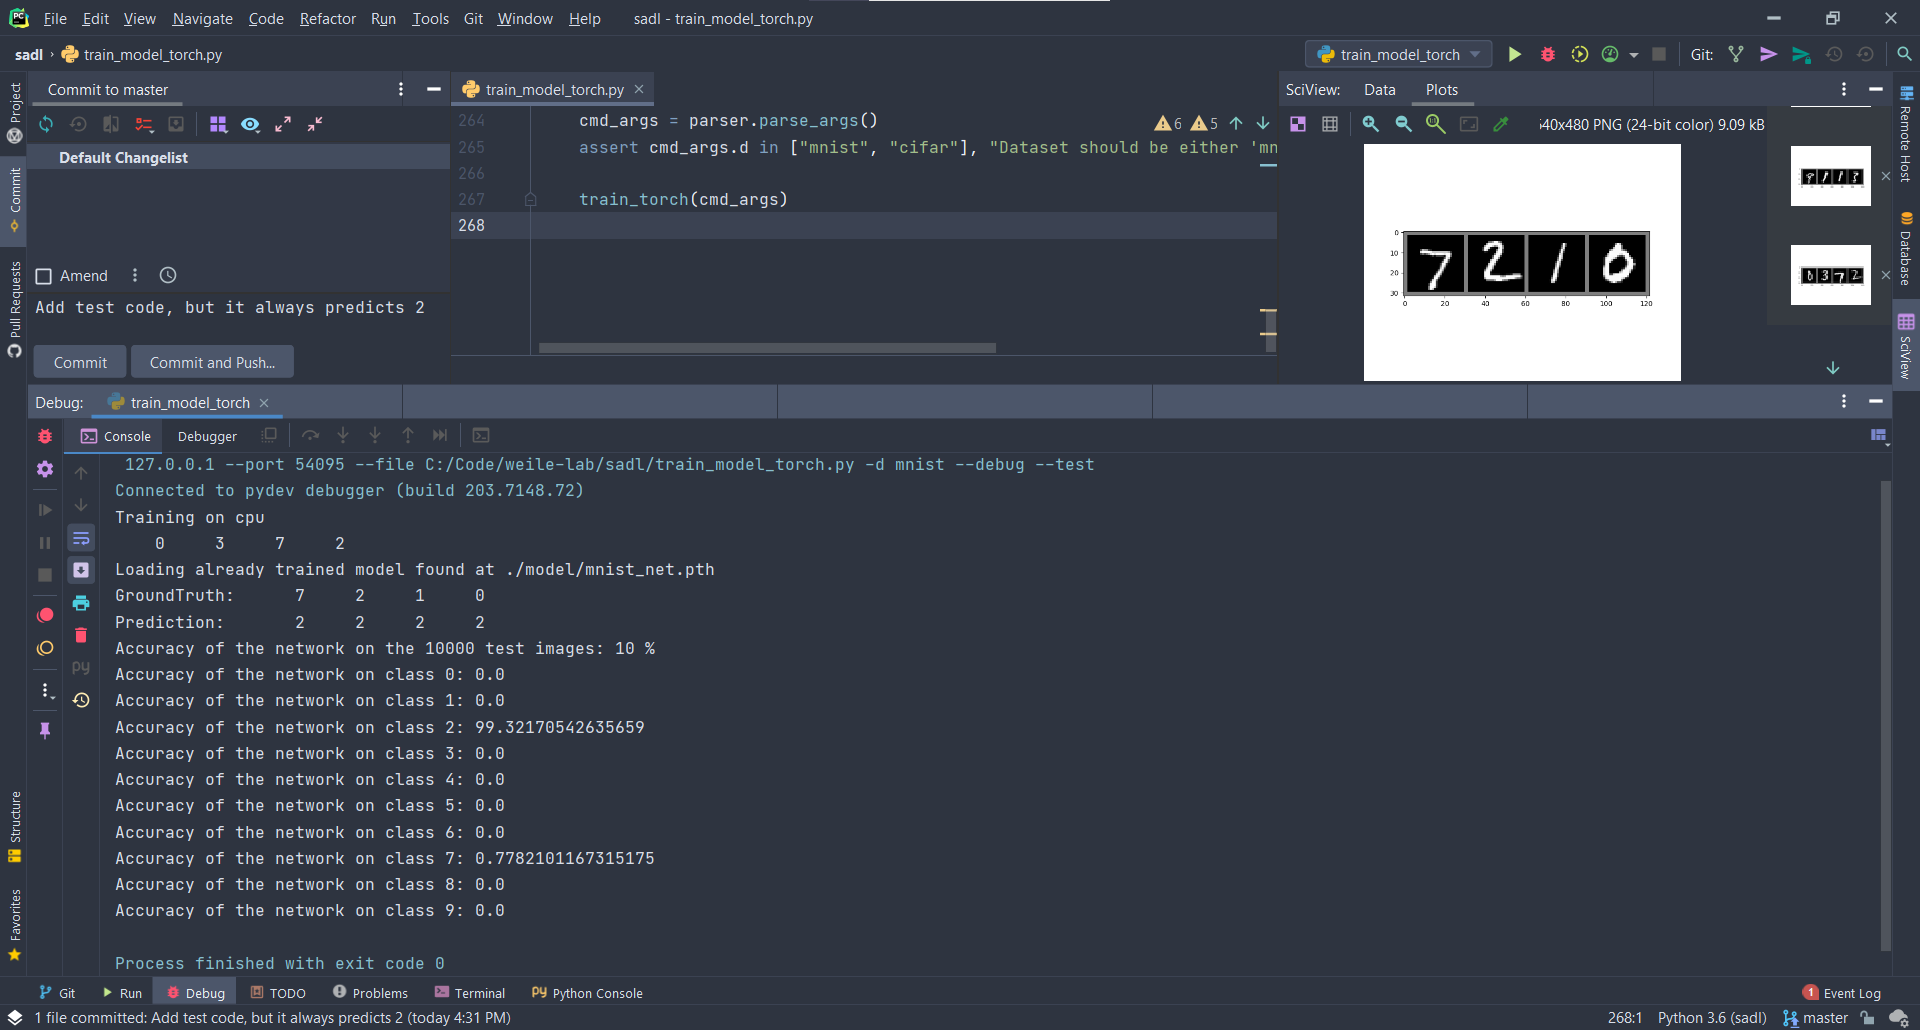 File Edit View Navigate Code Refactor Run Tools Git Window Help sadl - train_model_torch.py
sadl › train_model_torch.py train_model_torch Git:
Commit to master
Default Changelist
Amend
Add test code, but it always predicts 2
Commit Commit and Push...
train_model_torch.py
6 5
264 cmd_args = parser.parse_args()
265 assert cmd_args.d in ["mnist", "cifar"], "Dataset should be either 'mn
266
267 train_torch(cmd_args)
268
SciView: Data Plots
640x480 PNG (24-bit color) 9.09 kB
7 2 1 0
0
10
20
30
0 20 40 60 80 100 120
Project
Commit
Pull Requests
Structure
Favorites
Remote Host
Database
SciView
Debug: train_model_torch
Console Debugger
127.0.0.1 --port 54095 --file C:/Code/weile-lab/sadl/train_model_torch.py -d mnist --debug --test
Connected to pydev debugger (build 203.7148.72)
Training on cpu
0 3 7 2
Loading already trained model found at ./model/mnist_net.pth
GroundTruth: 7 2 1 0
Prediction: 2 2 2 2
Accuracy of the network on the 10000 test images: 10 %
Accuracy of the network on class 0: 0.0
Accuracy of the network on class 1: 0.0
Accuracy of the network on class 2: 99.32170542635659
Accuracy of the network on class 3: 0.0
Accuracy of the network on class 4: 0.0
Accuracy of the network on class 5: 0.0
Accuracy of the network on class 6: 0.0
Accuracy of the network on class 7: 0.7782101167315175
Accuracy of the network on class 8: 0.0
Accuracy of the network on class 9: 0.0
Process finished with exit code 0
Git Run Debug TODO Problems Terminal Python Console 1 Event Log
1 file committed: Add test code, but it always predicts 2 (today 4:31 PM) 268:1 Python 3.6 (sadl) master